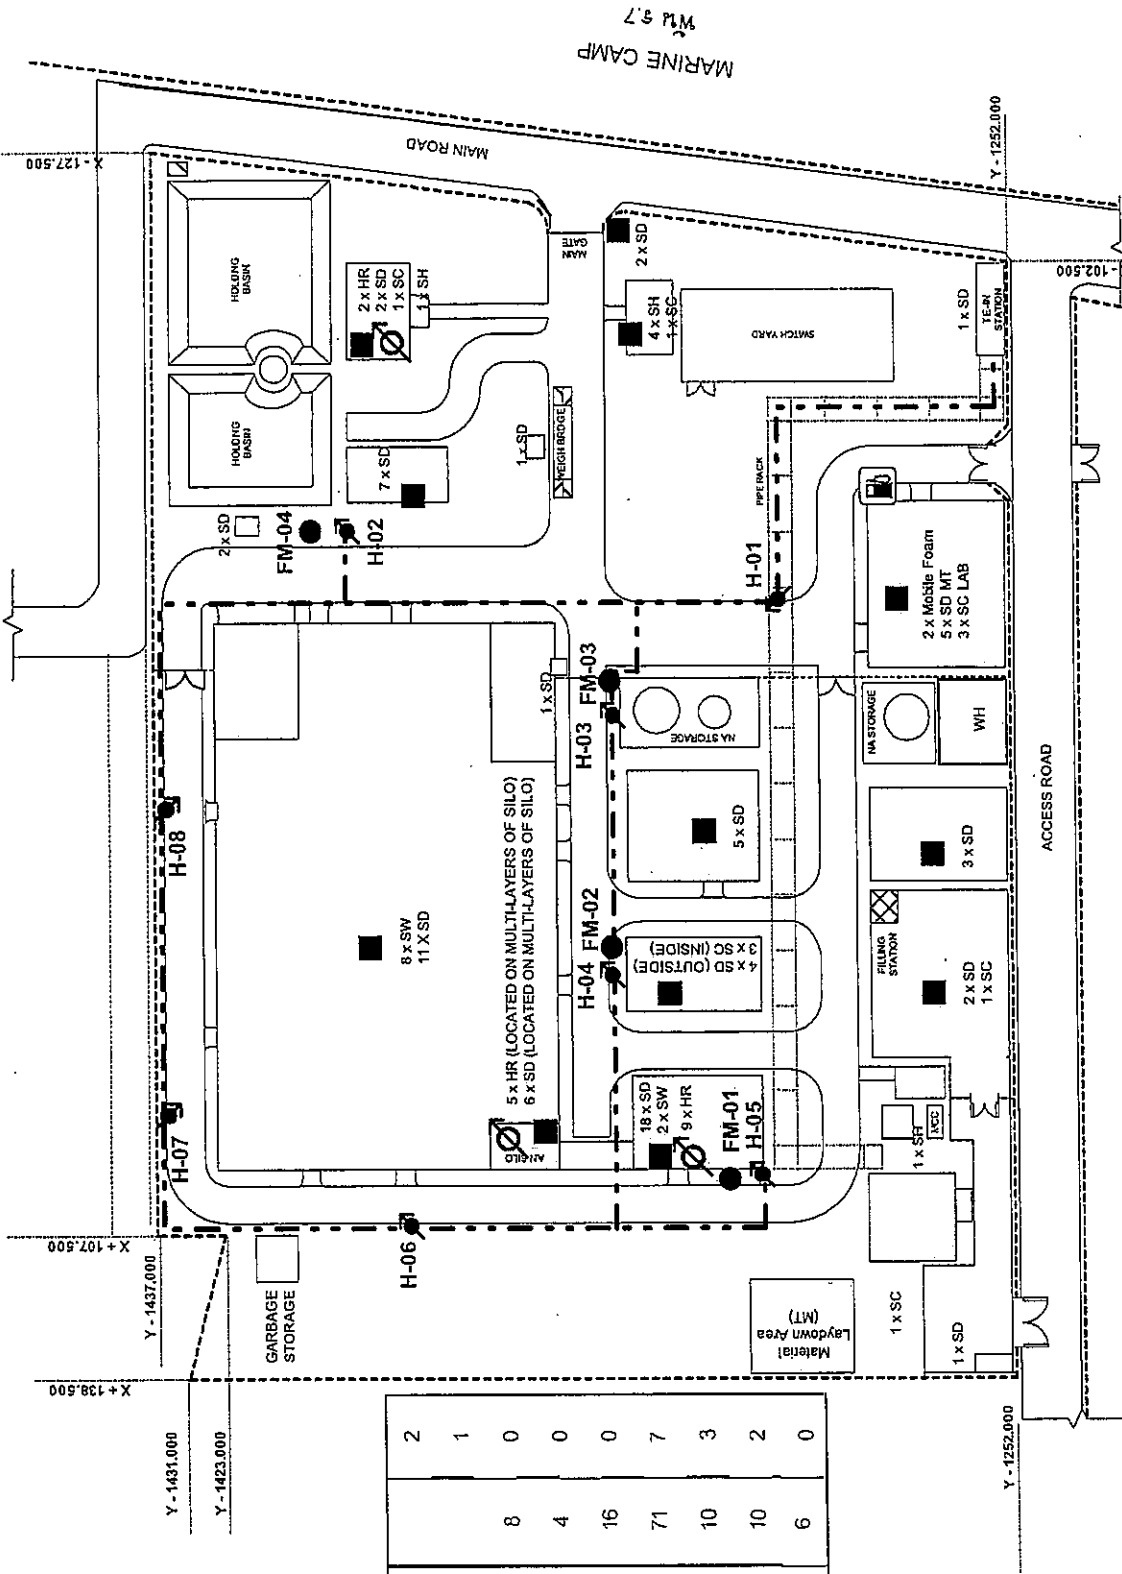 ผัง 5.7
MARINE CAMP
MAIN ROAD
X - 127.500
Y - 1252.000
- 102.500
HOLDING
BASIN
HOLDING
BASIN
2 x HR
2 x SD
1 x SC
1 x SH
MAIN
GATE
2 x SD
4 x SH
1 x SC
SWITCH YARD
1 x SD
TIE-IN
STATION
7 x SD
1 x SD
WEIGHBRIDGE
PIPE RACK
2 x SD
FM-04
H-02
H-01
2 x Mobile Foam
5 x SD MT
3 x SC LAB
1 x SD
FM-03
H-03
NA STORAGE
NA STORAGE
WH
ACCESS ROAD
H-08
8 x SW
11 X SD
5 x HR (LOCATED ON MULTI-LAYERS OF SILO)
6 x SD (LOCATED ON MULTI-LAYERS OF SILO)
5 x SD
3 x SD
FM-02
H-04
4 x SD (OUTSIDE)
3 x SC (INSIDE)
FILLING
STATION
2 x SD
1 x SC
H-07
AN SILO
18 x SD
2 x SW
9 x HR
FM-01
H-05
1 x SH
MCC
H-06
X + 107.500
Y - 1437.000
GARBAGE
STORAGE
Material
Laydown Area
(MT)
1 x SC
1 x SD
X + 138.500
Y - 1431.000
Y - 1423.000
Y - 1252.000
2
1
8 0
4 0
16 0
71 7
10 3
10 2
6 0